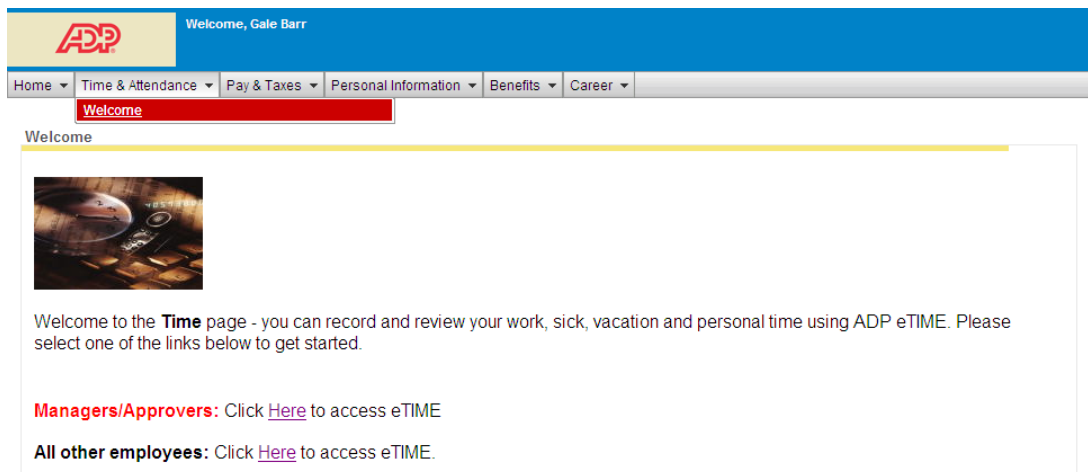 ADP
Welcome, Gale Barr
Home Time & Attendance Pay & Taxes Personal Information Benefits Career
Welcome
Welcome
Welcome to the Time page - you can record and review your work, sick, vacation and personal time using ADP eTIME. Please
select one of the links below to get started.
Managers/Approvers: Click Here to access eTIME
All other employees: Click Here to access eTIME.